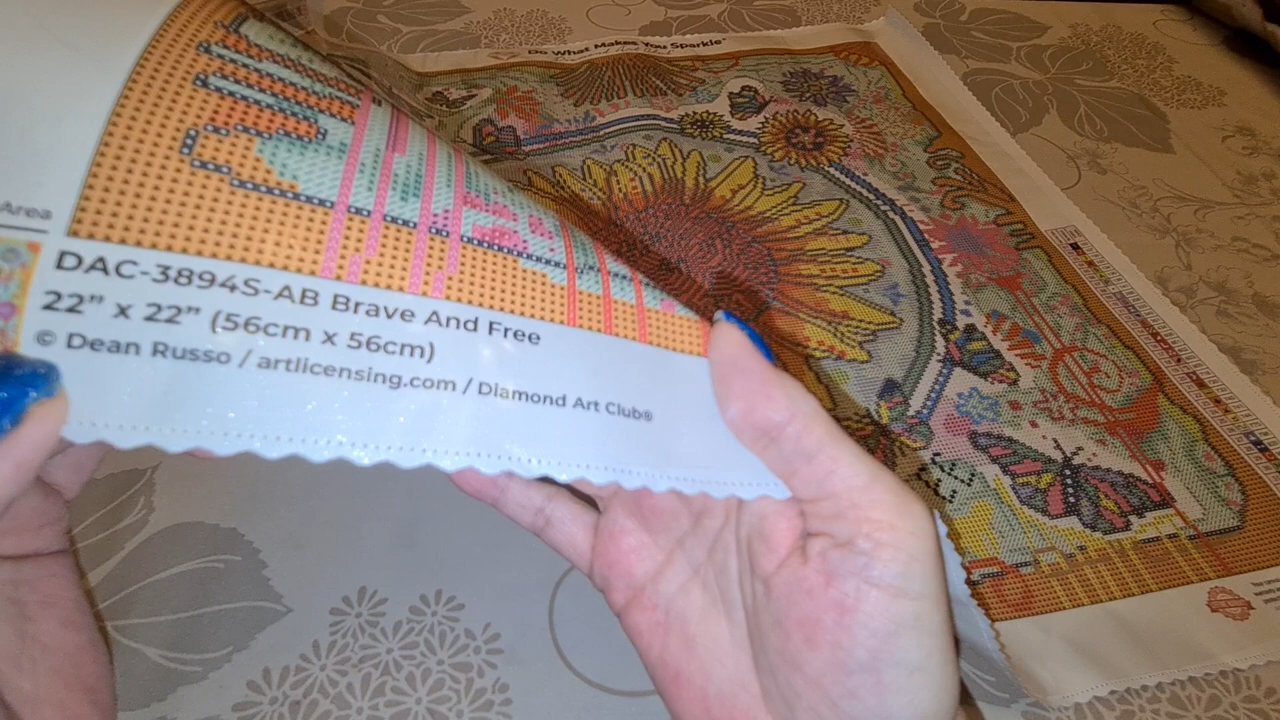 Do What Makes You Sparkle™
Area
DAC-3894S-AB Brave And Free
22” x 22” (56cm x 56cm)
© Dean Russo / artlicensing.com / Diamond Art Club®